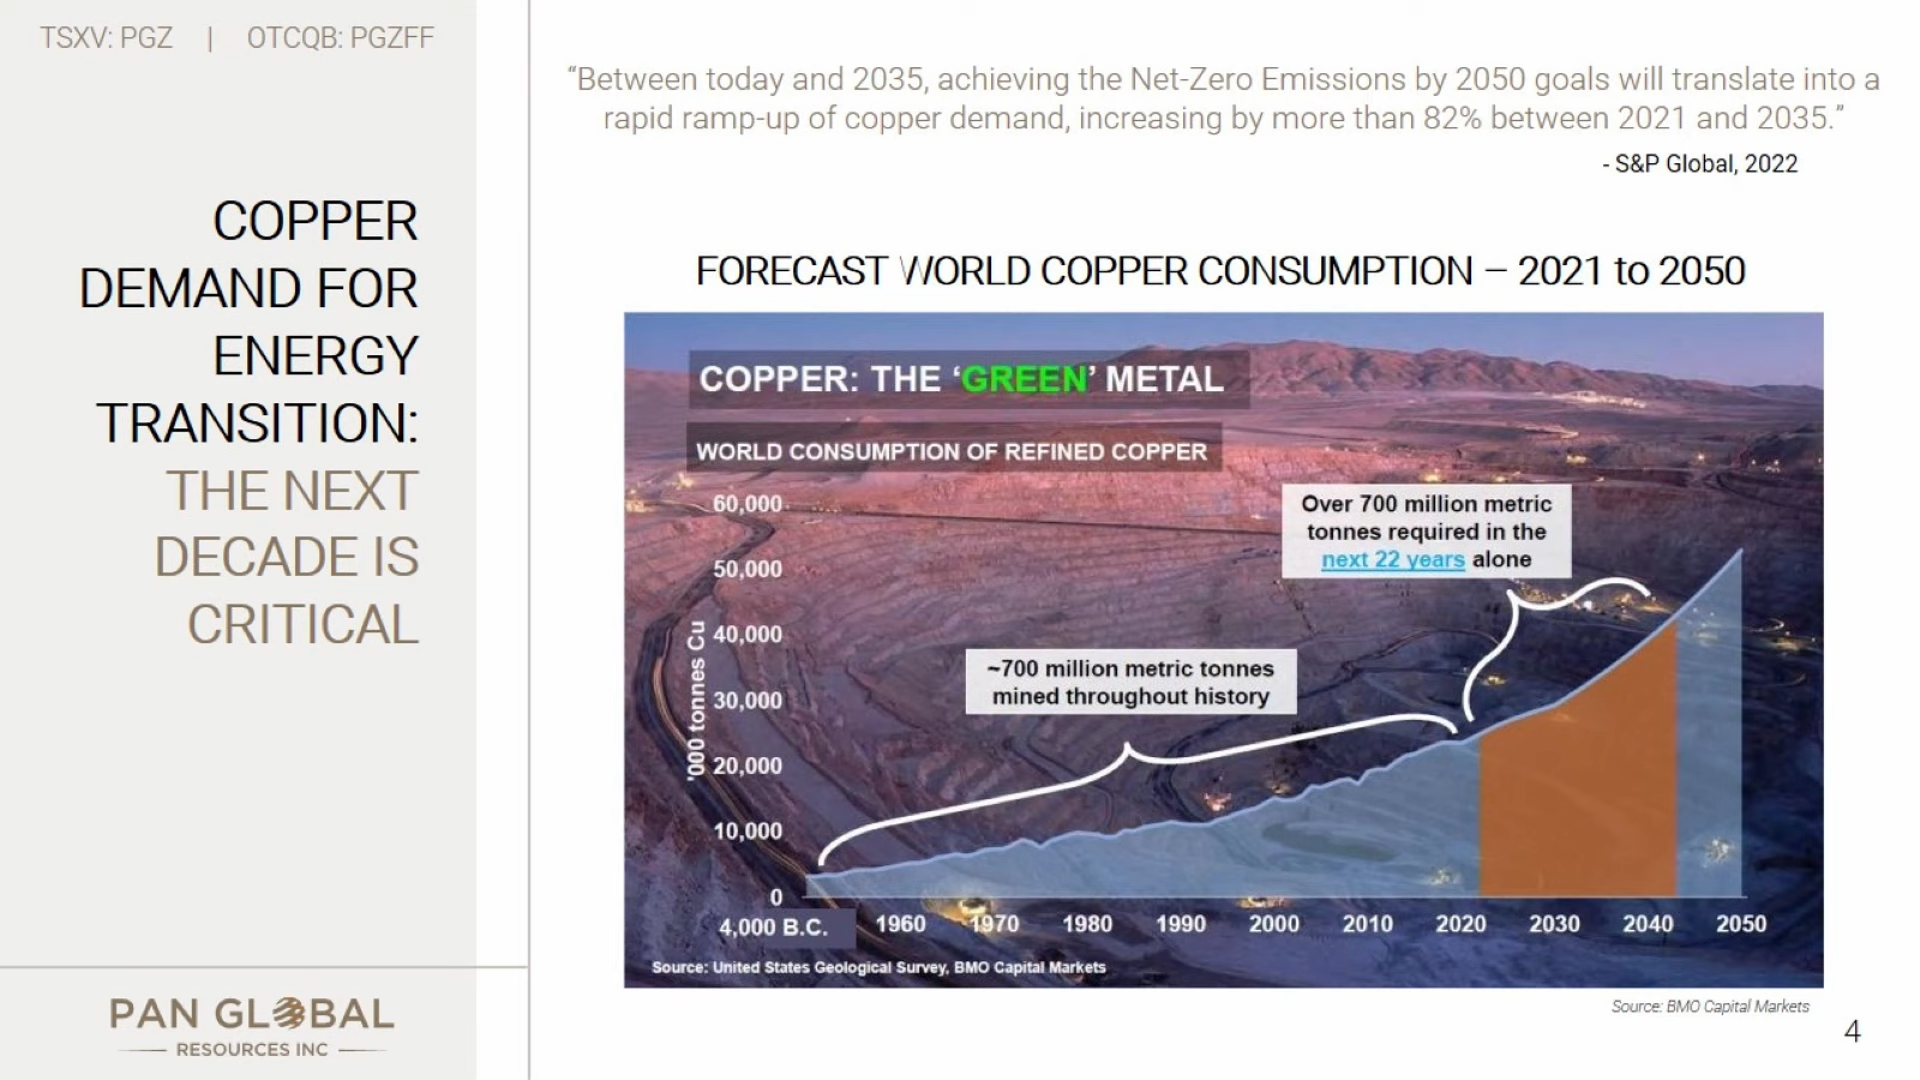 TSXV: PGZ | OTCQB: PGZFF
COPPER
DEMAND FOR
ENERGY
TRANSITION:
THE NEXT
DECADE IS
CRITICAL
PAN GLOBAL
RESOURCES INC
“Between today and 2035, achieving the Net-Zero Emissions by 2050 goals will translate into a
rapid ramp-up of copper demand, increasing by more than 82% between 2021 and 2035.”
- S&P Global, 2022
FORECAST WORLD COPPER CONSUMPTION – 2021 to 2050
COPPER: THE ‘GREEN’ METAL
WORLD CONSUMPTION OF REFINED COPPER
60,000
50,000
40,000
30,000
20,000
10,000
0
'000 tonnes Cu
Over 700 million metric
tonnes required in the
next 22 years alone
~700 million metric tonnes
mined throughout history
4,000 B.C. 1960 1970 1980 1990 2000 2010 2020 2030 2040 2050
Source: United States Geological Survey, BMO Capital Markets
Source: BMO Capital Markets
4